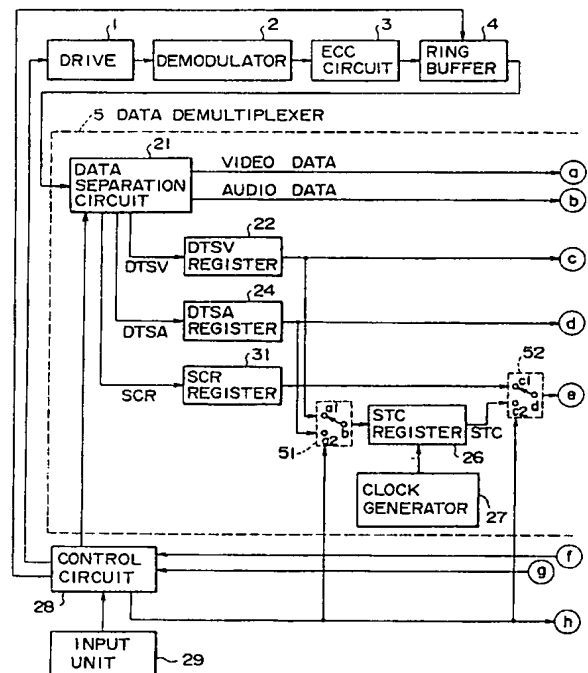 1
2
3
4
DRIVE
DEMODULATOR
ECC
CIRCUIT
RING
BUFFER
5 DATA DEMULTIPLEXER
21
DATA
SEPARATION
CIRCUIT
VIDEO DATA
a
AUDIO DATA
b
22
DTSV
DTSV
REGISTER
c
24
DTSA
DTSA
REGISTER
d
31
SCR
SCR
REGISTER
52
c1
c2
d
e
a1
a2
b
51
STC
REGISTER
STC
26
CLOCK
GENERATOR
27
CONTROL
CIRCUIT
28
f
g
h
INPUT
UNIT
29